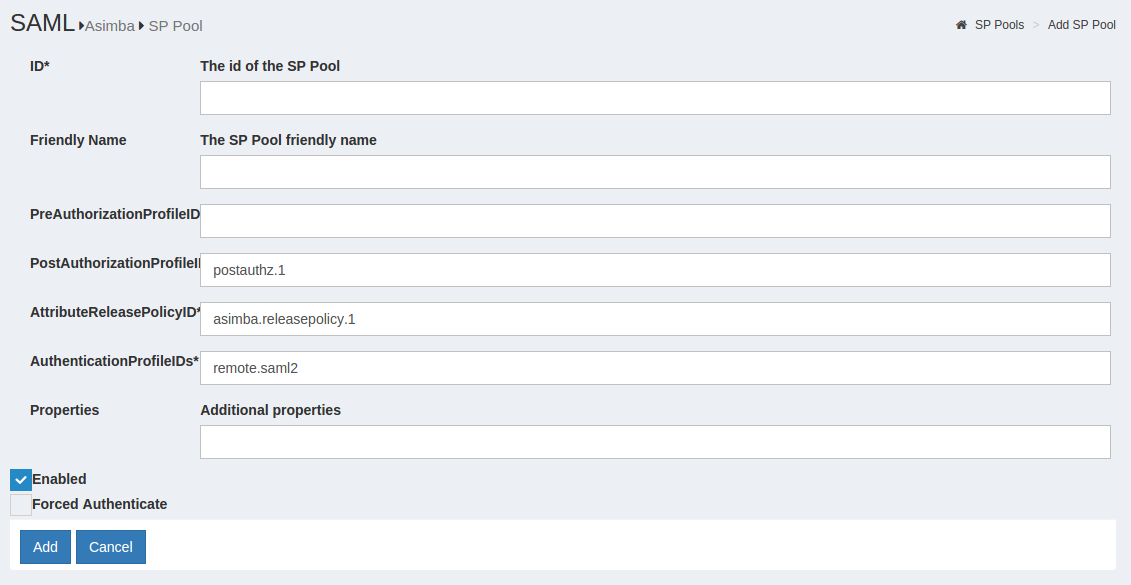 SAML Asimba SP Pool
SP Pools > Add SP Pool
ID* The id of the SP Pool
Friendly Name The SP Pool friendly name
PreAuthorizationProfileID
PostAuthorizationProfileI postauthz.1
AttributeReleasePolicyID* asimba.releasepolicy.1
AuthenticationProfileIDs* remote.saml2
Properties Additional properties
Enabled
Forced Authenticate
Add Cancel